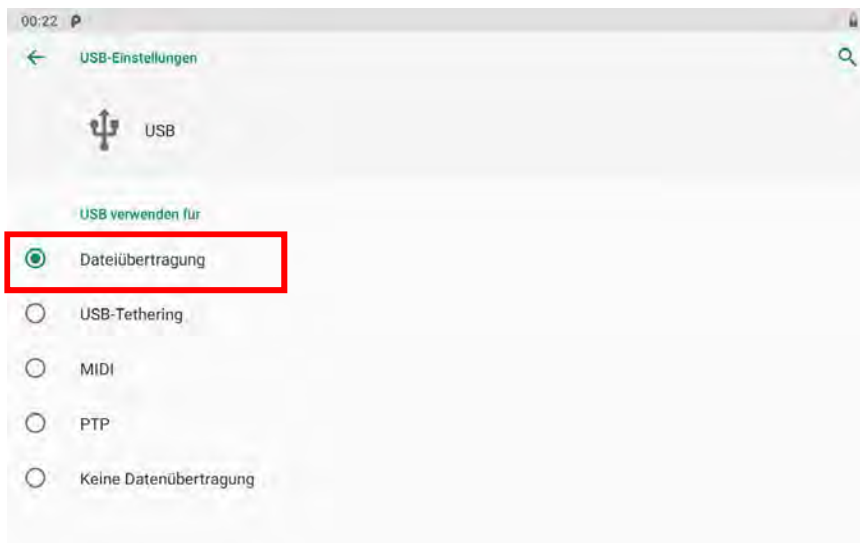 00:22 P
USB-Einstellungen
USB
USB verwenden für
Dateiübertragung
USB-Tethering
MIDI
PTP
Keine Datenübertragung